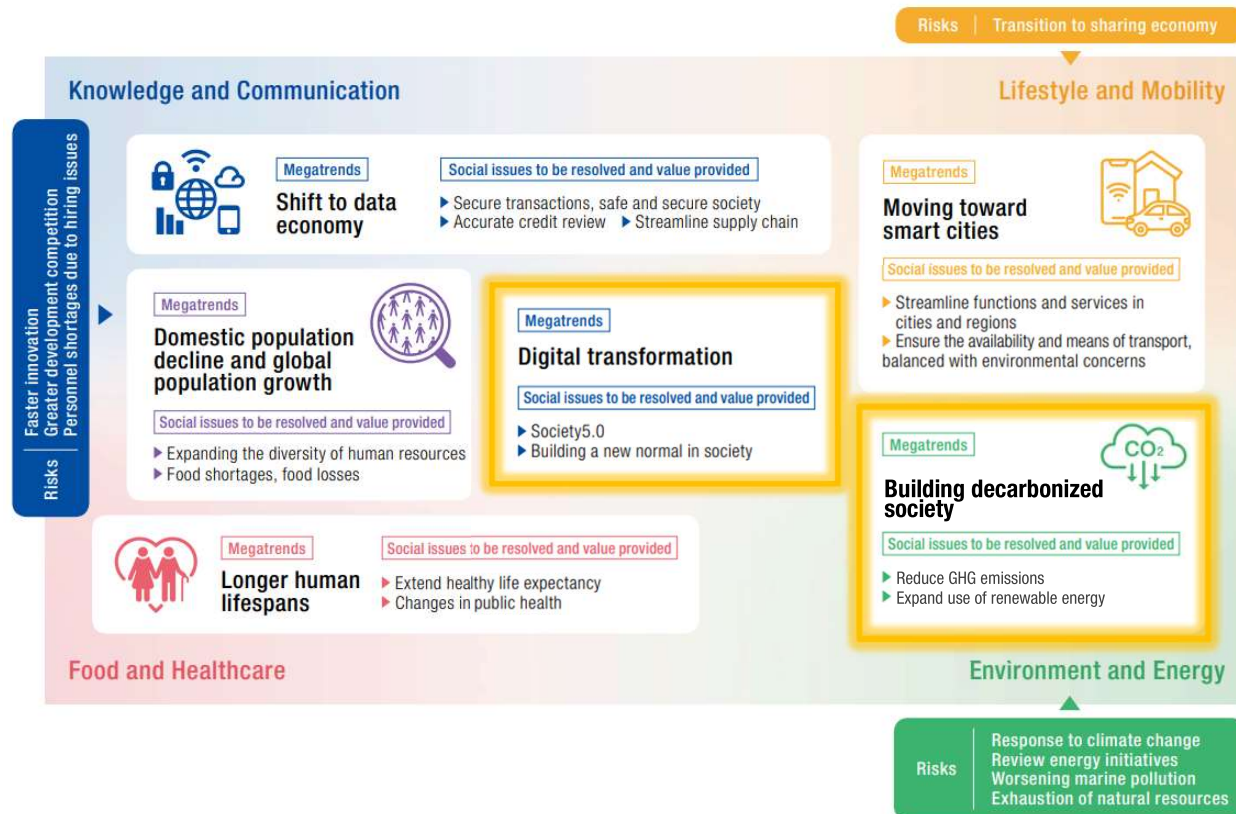 Risks | Transition to sharing economy
Knowledge and Communication
Lifestyle and Mobility
Risks | Faster innovation
Greater development competition
Personnel shortages due to hiring issues
Megatrends
Shift to data
economy
Social issues to be resolved and value provided
Secure transactions, safe and secure society
Accurate credit review Streamline supply chain
Megatrends
Moving toward
smart cities
Social issues to be resolved and value provided
Streamline functions and services in
cities and regions
Ensure the availability and means of transport,
balanced with environmental concerns
Megatrends
Domestic population
decline and global
population growth
Social issues to be resolved and value provided
Expanding the diversity of human resources
Food shortages, food losses
Megatrends
Digital transformation
Social issues to be resolved and value provided
Society5.0
Building a new normal in society
Megatrends
CO2
Building decarbonized
society
Social issues to be resolved and value provided
Reduce GHG emissions
Expand use of renewable energy
Megatrends
Longer human
lifespans
Social issues to be resolved and value provided
Extend healthy life expectancy
Changes in public health
Food and Healthcare
Environment and Energy
Risks
Response to climate change
Review energy initiatives
Worsening marine pollution
Exhaustion of natural resources